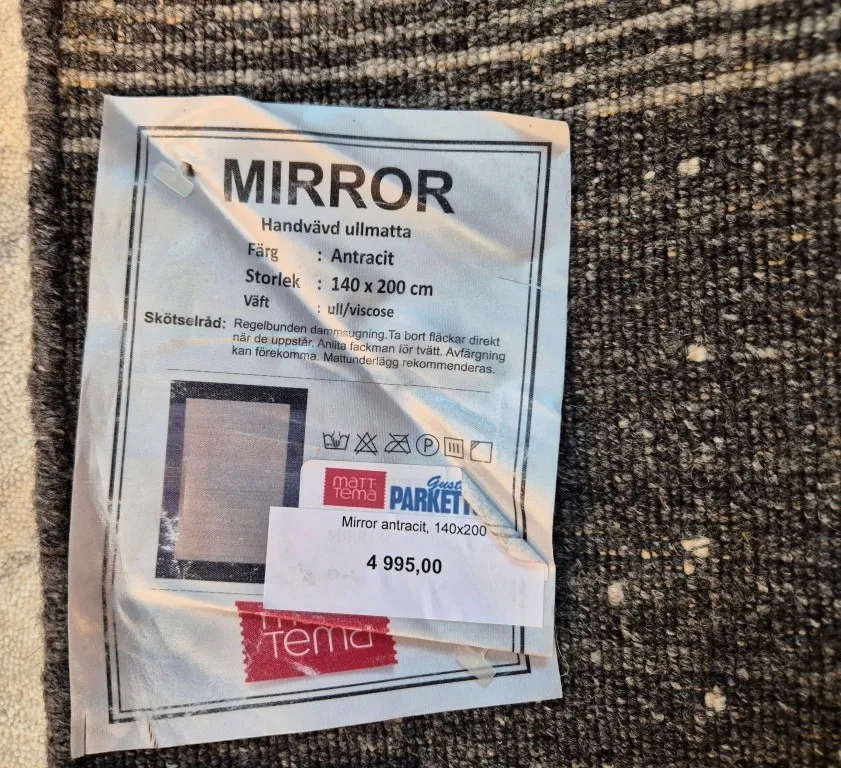 MIRROR
Handvävd ullmatta
Färg : Antracit
Storlek : 140 x 200 cm
Väft : ull/viscose
Skötselråd: Regelbunden dammsugning.Ta bort fläckar direkt
när de uppstår. Anlita fackman för tvätt. Avfärgning
kan förekomma. Mattunderlägg rekommenderas.
P
maTT-
Tema
PARKETT
Mirror antracit, 140x200
4 995,00
Tema